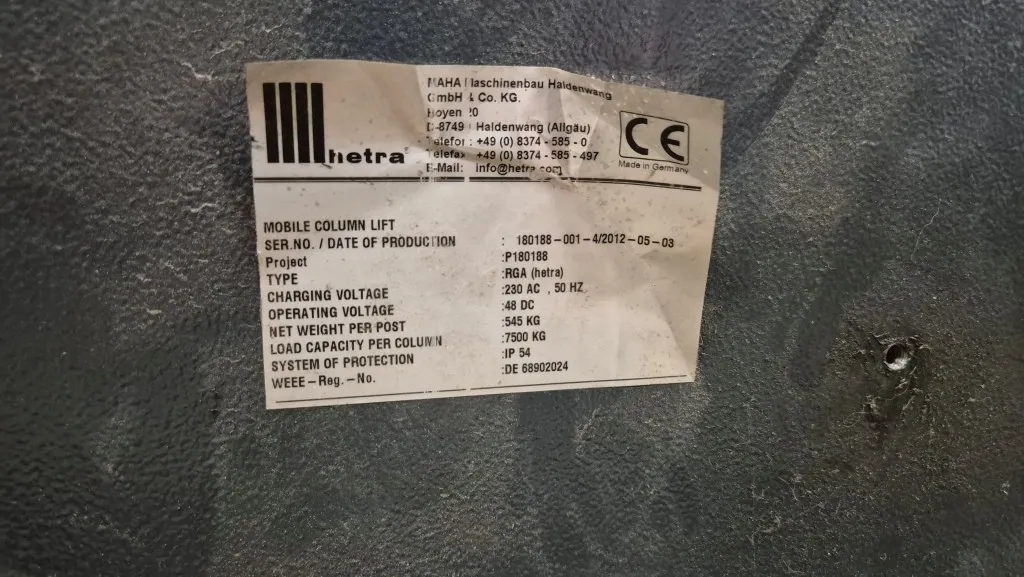 MAHA Maschinenbau Haldenwang
GmbH & Co. KG.
Hoyen 20
Haldenwang (Allgäu)
Telefon: +49 (0) 8374 - 585 - 0
Telefax +49 (0) 8374 - 585 -497
E-Mail: info@hetra.com
hetra
CE
Made in Germany
MOBILE COLUMN LIFT
SER.NO. / DATE OF PRODUCTION : 180188-001-4/2012-05-03
Project :P180188
TYPE :RGA (hetra)
CHARGING VOLTAGE :230 AC , 50 HZ
OPERATING VOLTAGE :48 DC
NET WEIGHT PER POST :545 KG
LOAD CAPACITY PER COLUMN :7500 KG
SYSTEM OF PROTECTION :IP 54
WEEE-Reg.-No. :DE 68902024